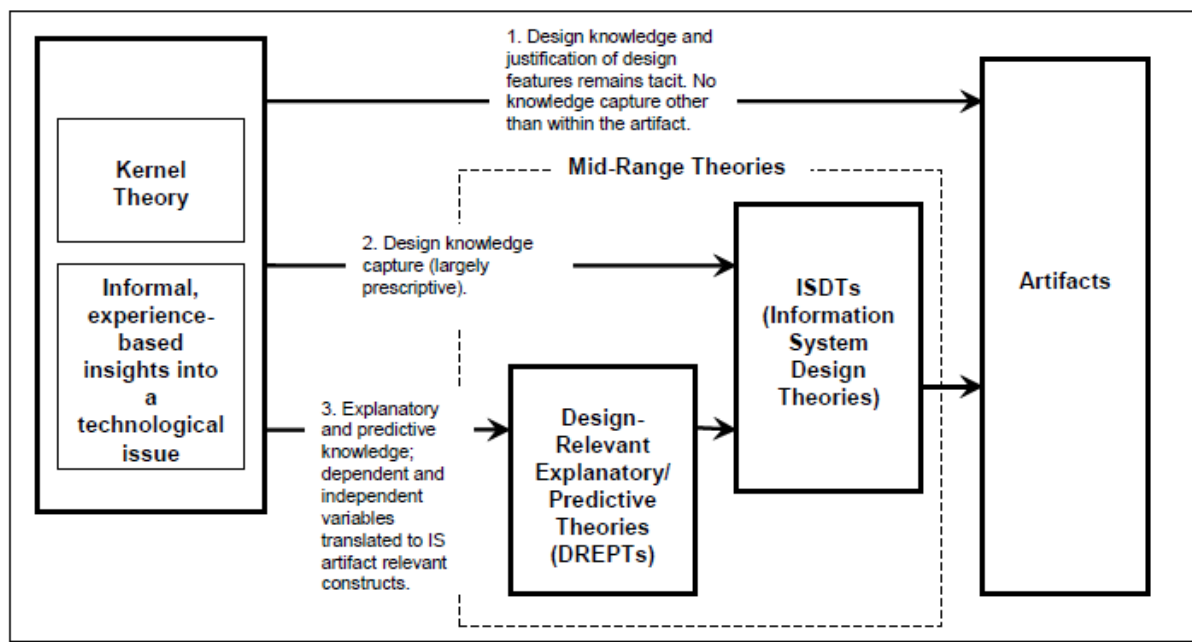 1. Design knowledge and
justification of design
features remains tacit. No
knowledge capture other
than within the artifact.
Kernel
Theory
Informal,
experience-
based
insights into
a
technological
issue
Mid-Range Theories
2. Design knowledge
capture (largely
prescriptive).
3. Explanatory
and predictive
knowledge;
dependent and
independent
variables
translated to IS
artifact relevant
constructs.
Design-
Relevant
Explanatory/
Predictive
Theories
(DREPTs)
ISDTs
(Information
System
Design
Theories)
Artifacts